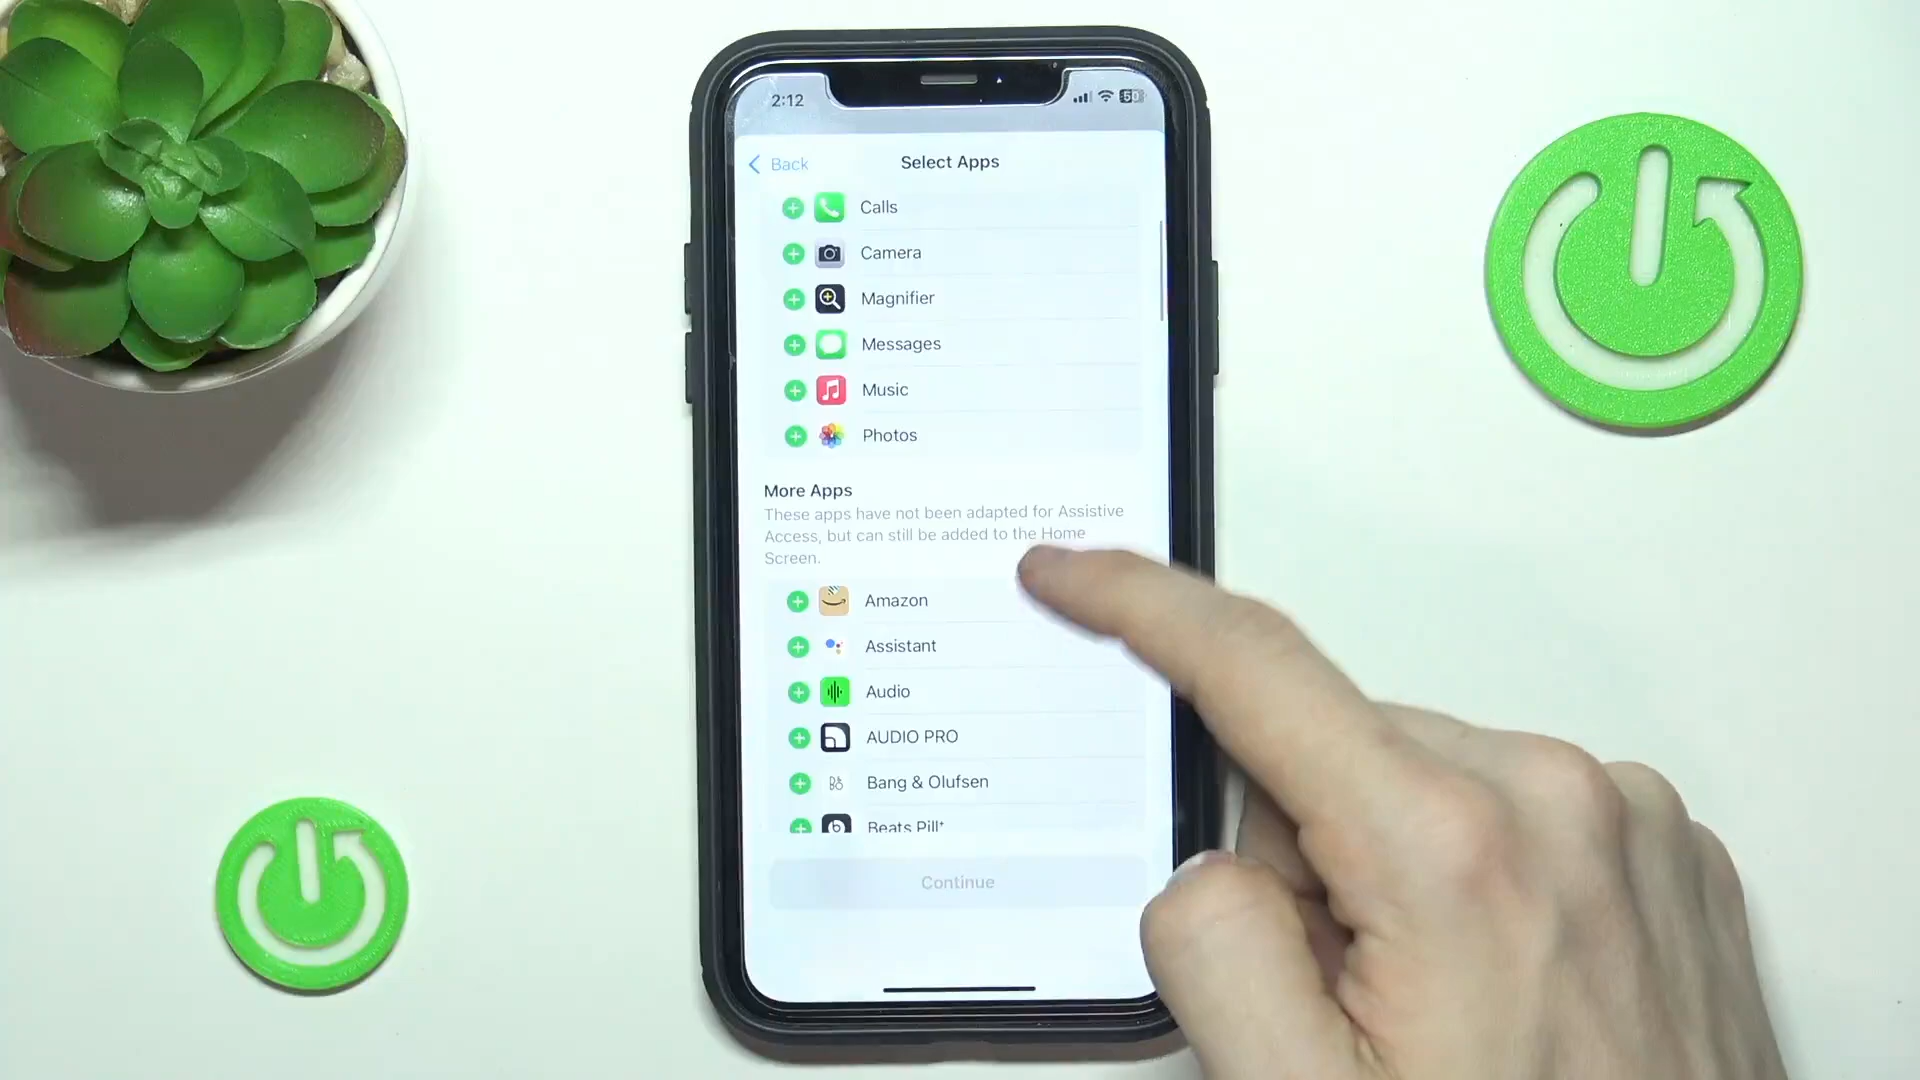 2:12
50
Back
Select Apps
Calls
Camera
Magnifier
Messages
Music
Photos
More Apps
These apps have not been adapted for Assistive
Access, but can still be added to the Home
Screen.
Amazon
Assistant
Audio
AUDIO PRO
Bang & Olufsen
Beats Pill⁺
Continue